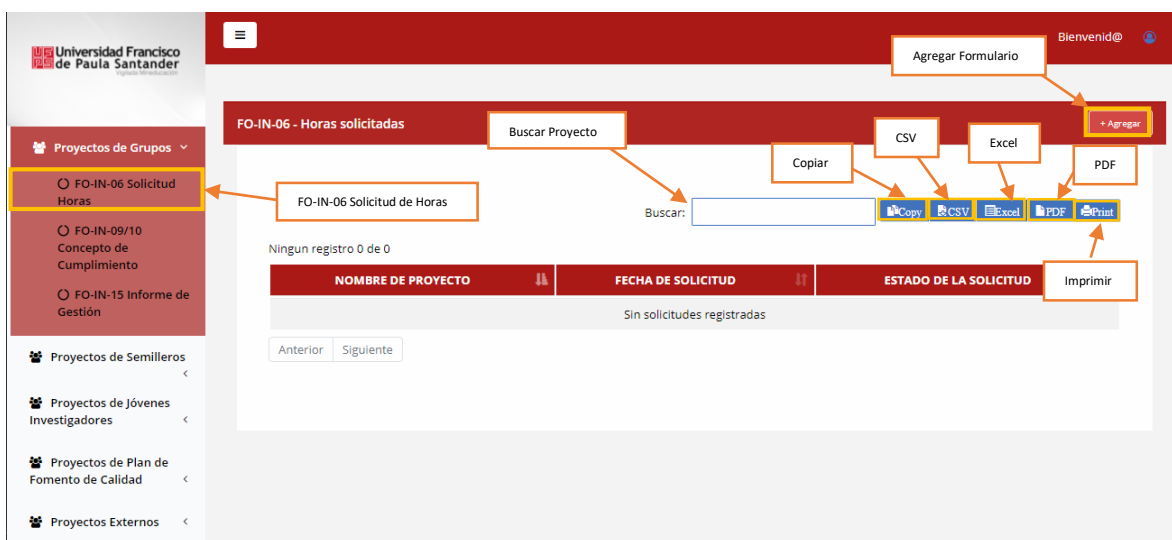 Universidad Francisco
de Paula Santander
Vigilada Mineducación
Bienvenid@
Agregar Formulario
FO-IN-06 - Horas solicitadas
+ Agregar
Buscar Proyecto
CSV
Excel
Copiar
PDF
Proyectos de Grupos
FO-IN-06 Solicitud
Horas
FO-IN-06 Solicitud de Horas
Buscar:
Copy
CSV
Excel
PDF
Print
FO-IN-09/10
Concepto de
Cumplimiento
Ningun registro 0 de 0
NOMBRE DE PROYECTO
FECHA DE SOLICITUD
ESTADO DE LA SOLICITUD
Imprimir
FO-IN-15 Informe de
Gestión
Sin solicitudes registradas
Anterior
Siguiente
Proyectos de Semilleros
Proyectos de Jóvenes
Investigadores
Proyectos de Plan de
Fomento de Calidad
Proyectos Externos